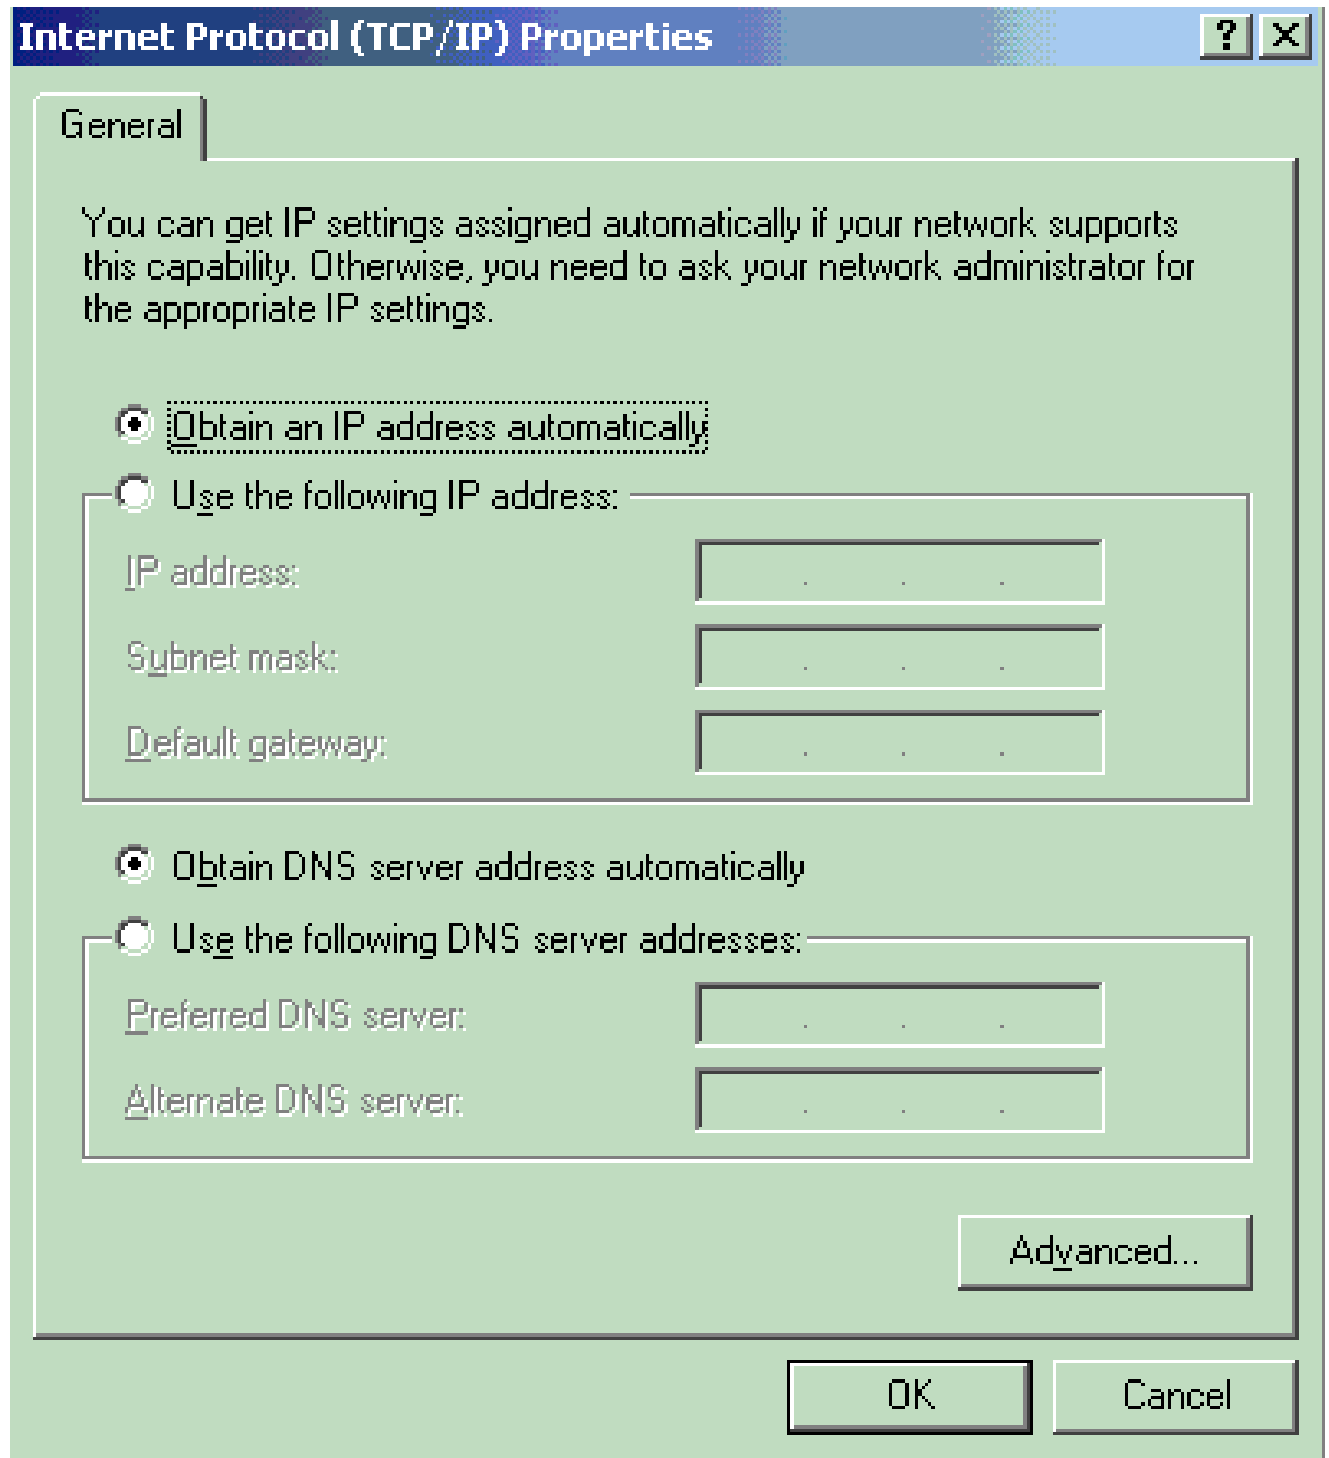 Internet Protocol (TCP/IP) Properties
General
You can get IP settings assigned automatically if your network supports
this capability. Otherwise, you need to ask your network administrator for
the appropriate IP settings.
Obtain an IP address automatically
Use the following IP address:
IP address:
Subnet mask:
Default gateway:
Obtain DNS server address automatically
Use the following DNS server addresses:
Preferred DNS server:
Alternate DNS server:
Advanced...
OK Cancel